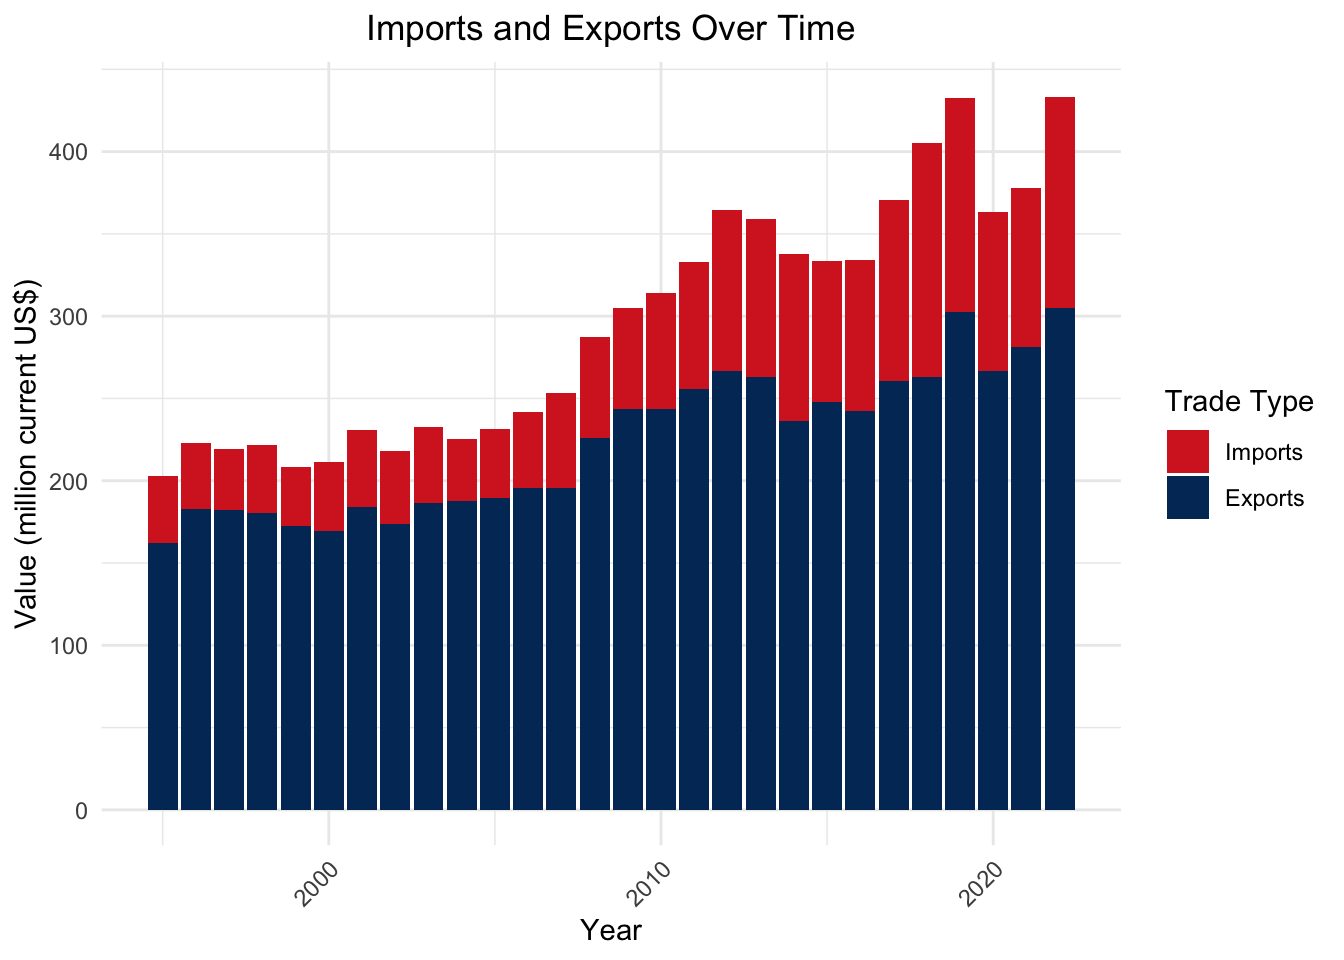 Imports and Exports Over Time
Value (million current US$)
400
300
200
100
0
2000
2010
2020
Year
Trade Type
Imports
Exports